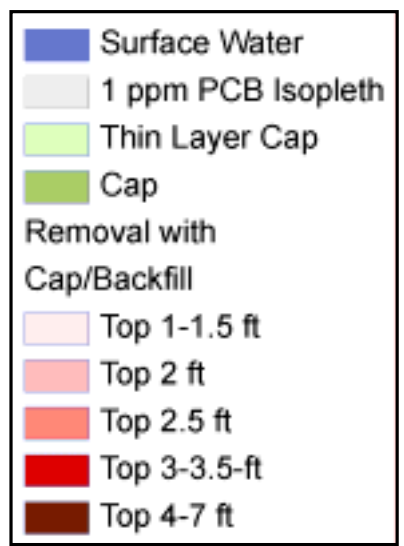 Surface Water
1 ppm PCB Isopleth
Thin Layer Cap
Cap
Removal with
Cap/Backfill
Top 1-1.5 ft
Top 2 ft
Top 2.5 ft
Top 3-3.5-ft
Top 4-7 ft